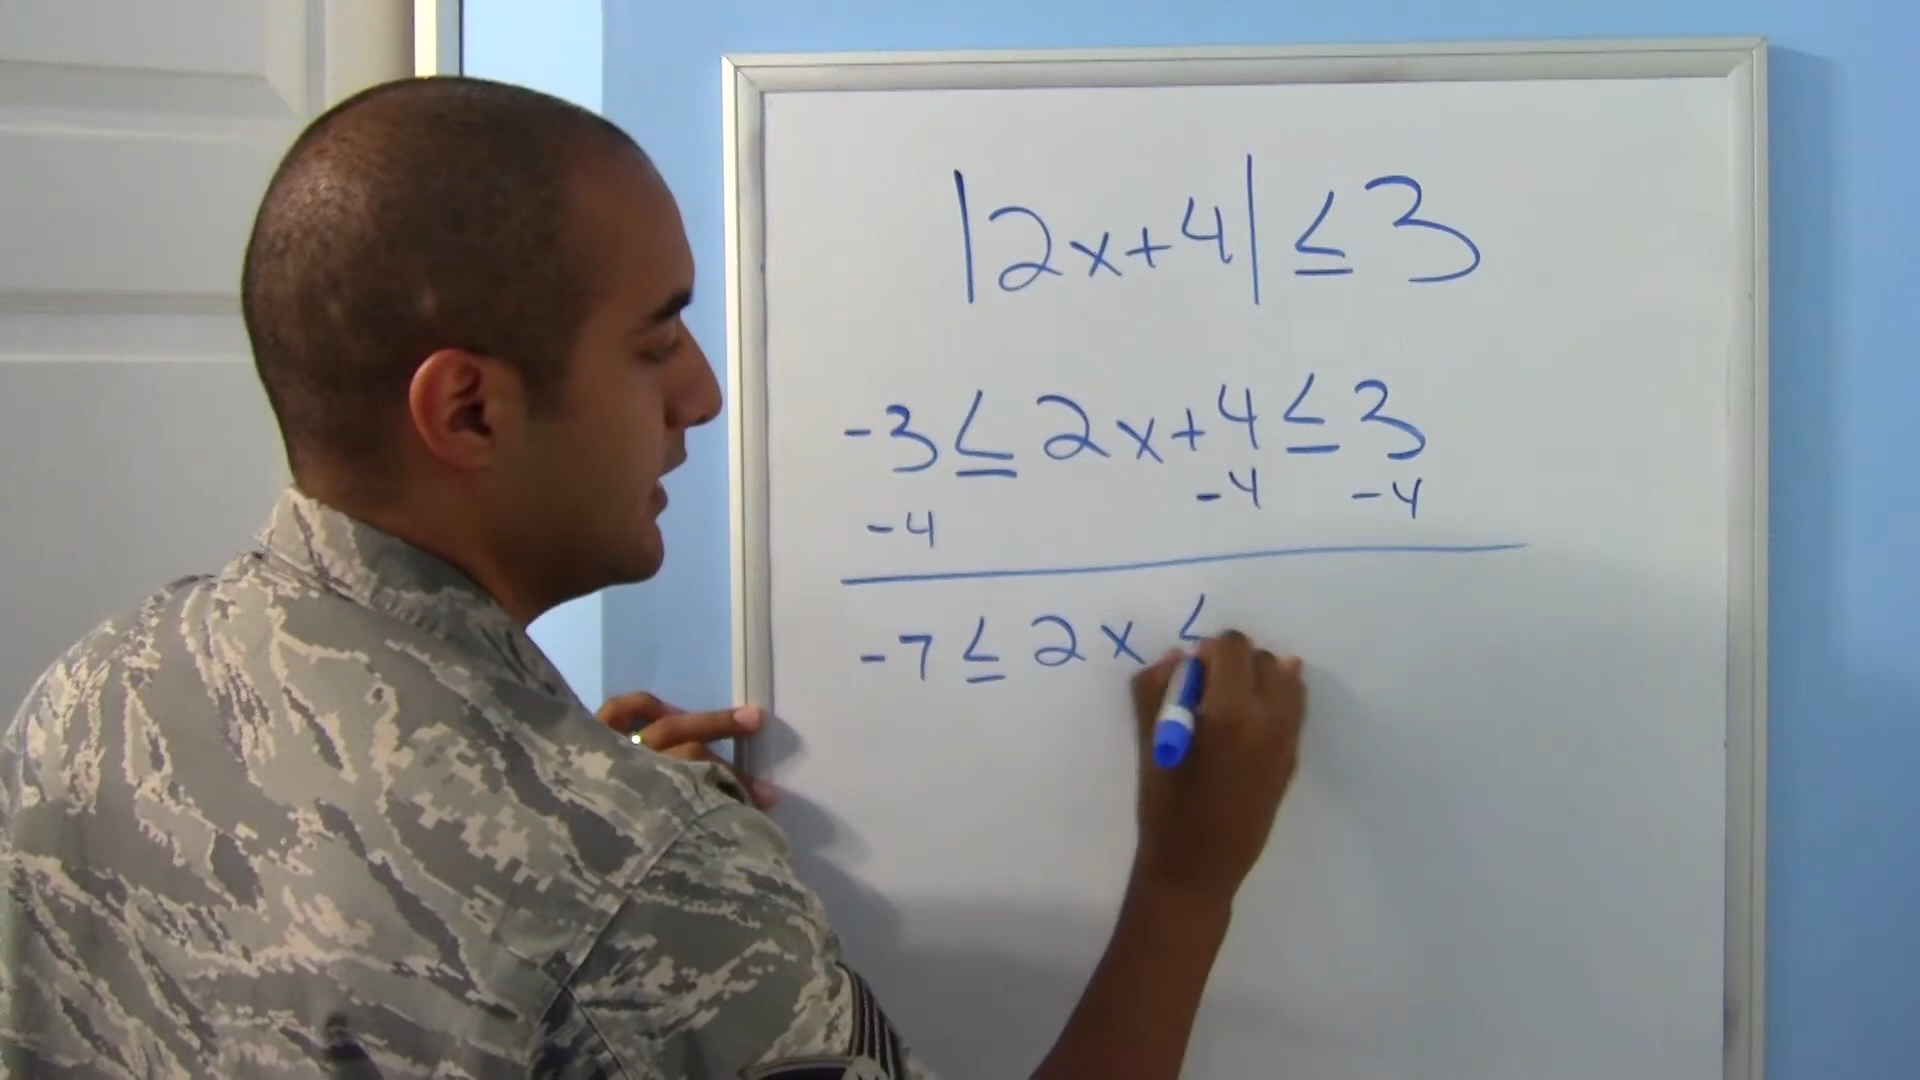 |2x+4| ≤ 3
-3 ≤ 2x+4 ≤ 3
-4 -4 -4
-7 ≤ 2x ≤